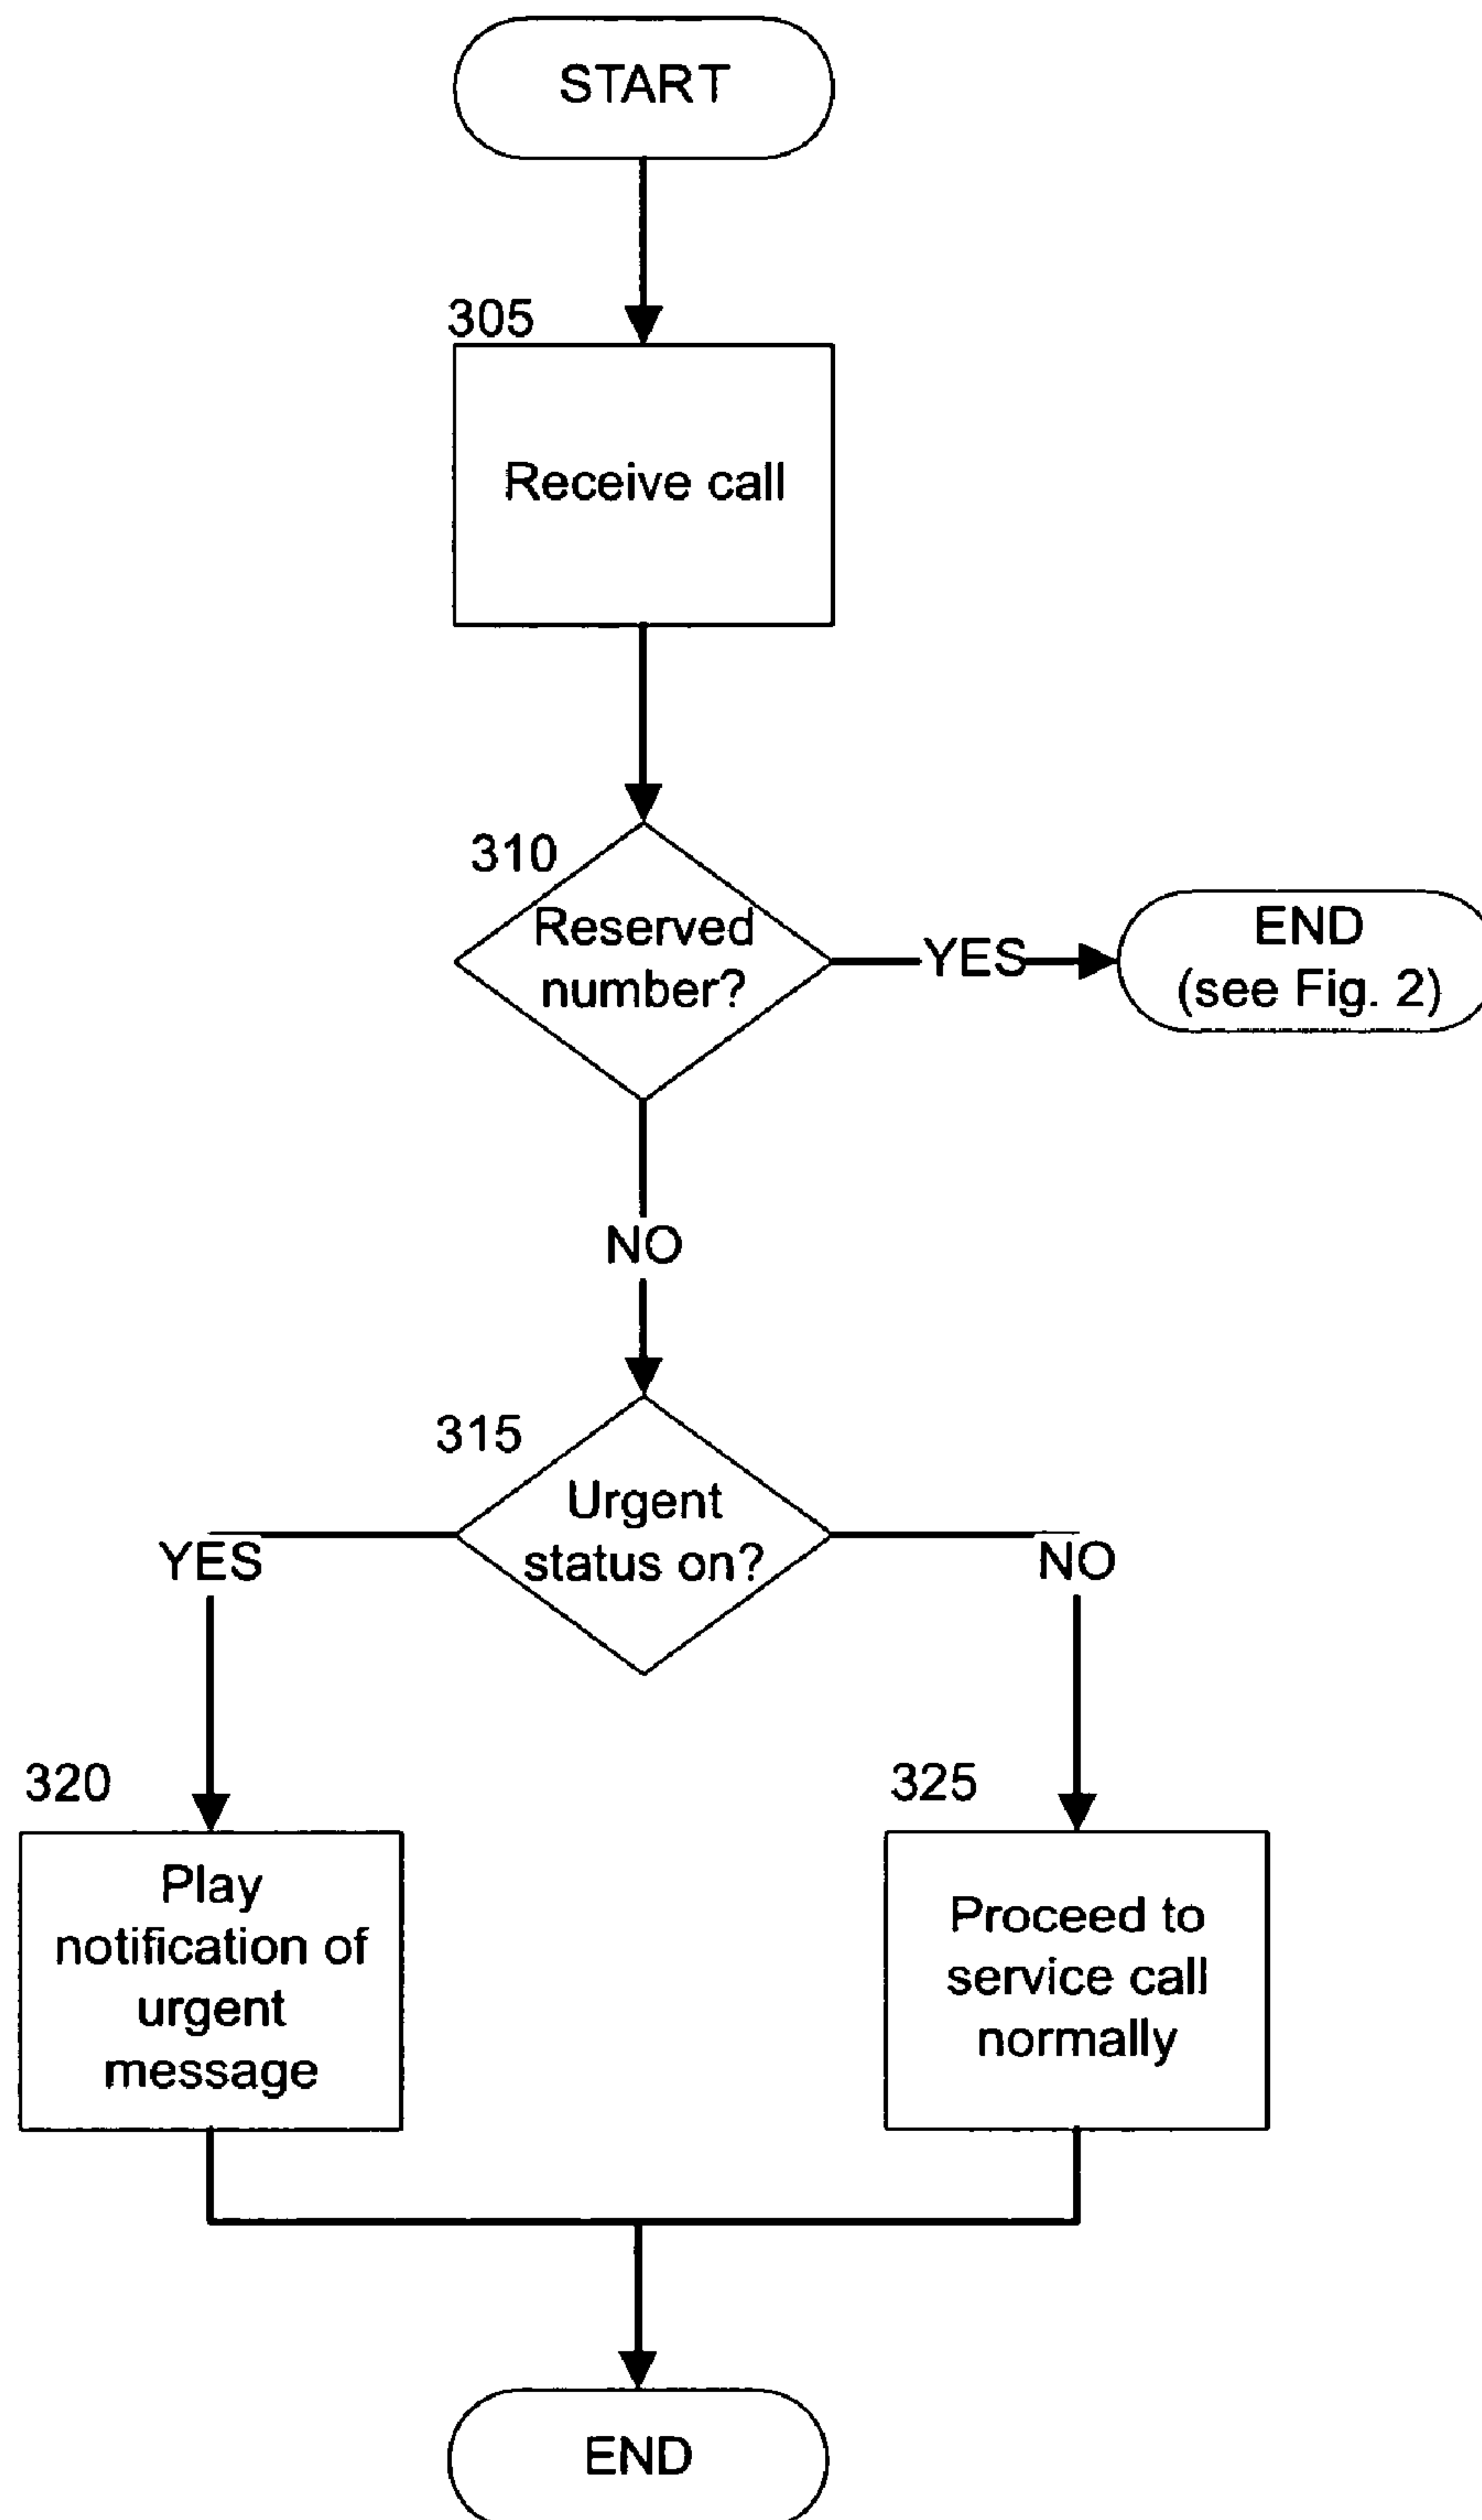 START
305
Receive call
310
Reserved
number?
YES
END
(see Fig. 2)
NO
315
Urgent
status on?
YES
NO
320
Play
notification of
urgent
message
325
Proceed to
service call
normally
END